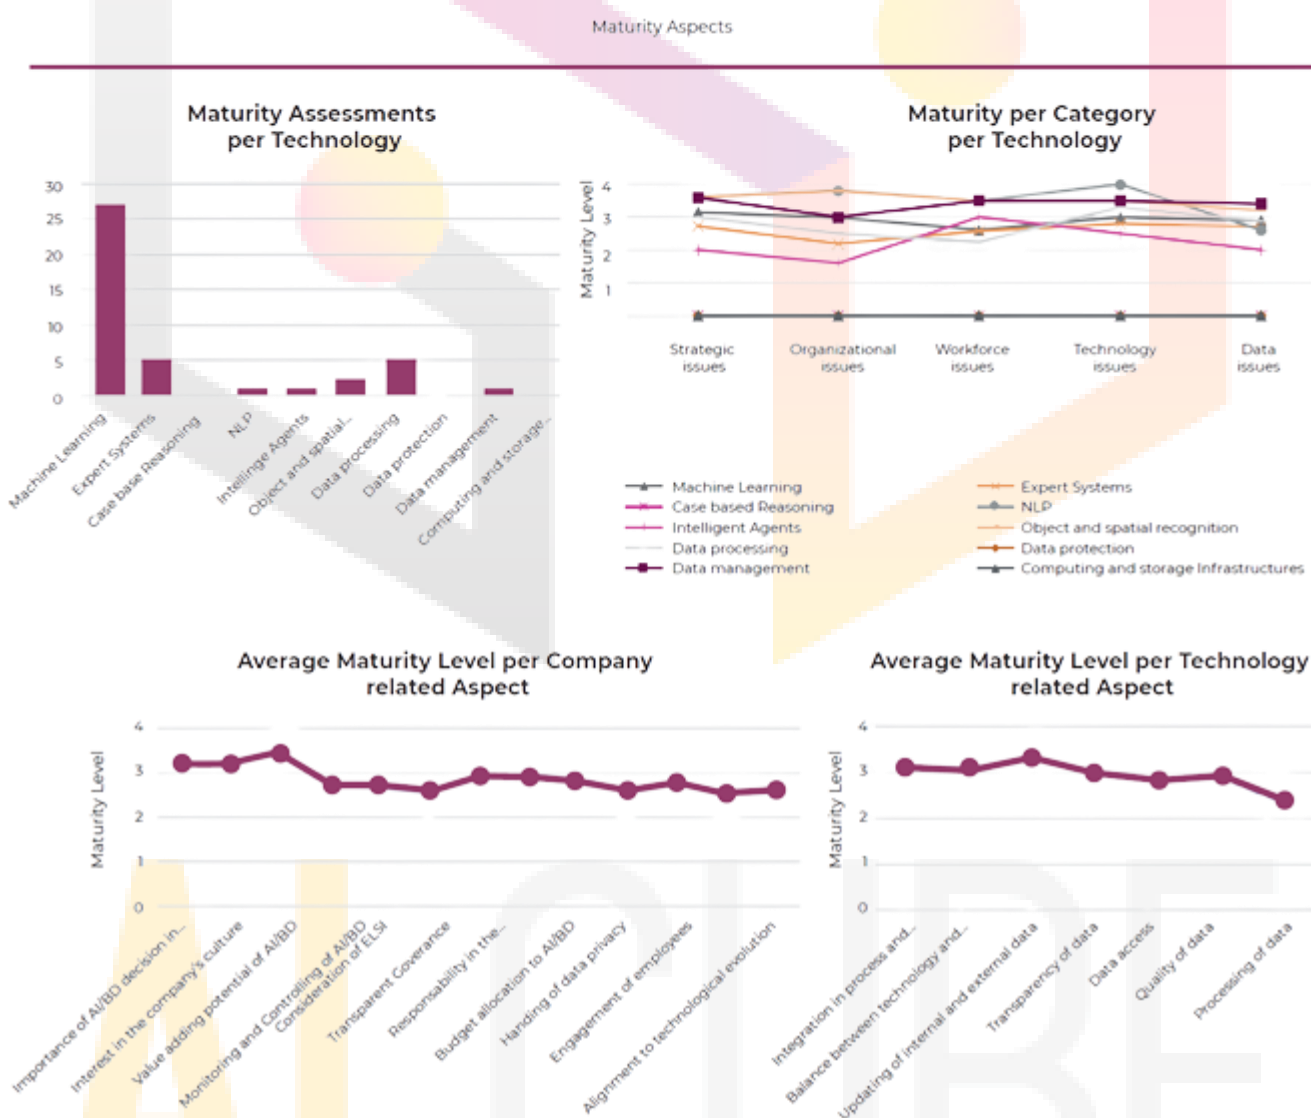 Maturity Aspects
Maturity Assessments
per Technology
30
25
20
15
10
5
0
Machine Learning
Expert Systems
Case base Reasoning
NLP
Intellinge Agents
Object and spatial...
Data processing
Data protection
Data management
Computing and storage...
Maturity per Category
per Technology
Maturity Level
4
3
2
1
Strategic
issues
Organizational
issues
Workforce
issues
Technology
issues
Data
issues
Machine Learning
Case based Reasoning
Intelligent Agents
Data processing
Data management
Expert Systems
NLP
Object and spatial recognition
Data protection
Computing and storage Infrastructures
Average Maturity Level per Company
related Aspect
Maturity Level
4
3
2
1
0
Importance of AI/BD decision in...
Interest in the company's culture
Value adding potential of AI/BD
Monitoring and Controlling of AI/BD
Consideration of ELSI
Transparent Coverance
Responsability in the...
Budget allocation to AI/BD
Handing of data privacy
Engagement of employees
Alignment to technological evolution
Average Maturity Level per Technology
related Aspect
Maturity Level
4
3
2
1
0
Integration in process and...
Balance between technology and...
Updating of internal and external data
Transparency of data
Data access
Quality of data
Processing of data
AI CUBE